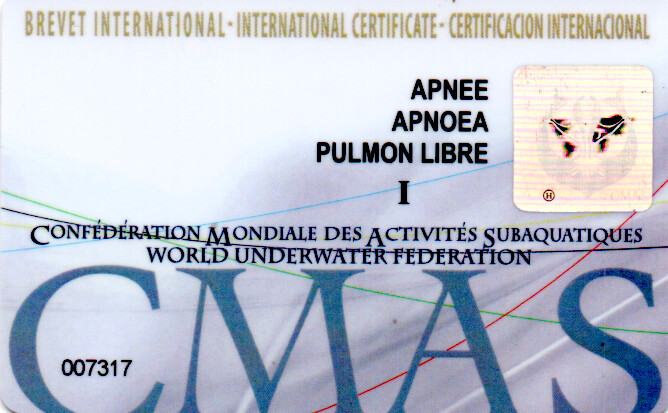 BREVET INTERNATIONAL - INTERNATIONAL CERTIFICATE - CERTIFICACION INTERNACIONAL
APNEE
APNOEA
PULMON LIBRE
I
H
CONFÉDÉRATION MONDIALE DES ACTIVITÉS SUBAQUATIQUES
WORLD UNDERWATER FEDERATION
CMAS
007317